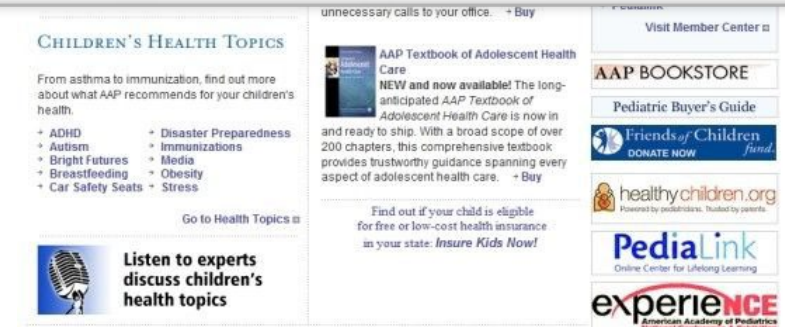 CHILDREN'S HEALTH TOPICS
From asthma to immunization, find out more
about what AAP recommends for your children's
health.
ADHD
Autism
Bright Futures
Breastfeeding
Car Safety Seats
Disaster Preparedness
Immunizations
Media
Obesity
Stress
Go to Health Topics
Listen to experts
discuss children's
health topics
unnecessary calls to your office. Buy
AAP Textbook of Adolescent Health
Care
NEW and now available! The long-
anticipated AAP Textbook of
Adolescent Health Care is now in
and ready to ship. With a broad scope of over
200 chapters, this comprehensive textbook
provides trustworthy guidance spanning every
aspect of adolescent health care. Buy
Find out if your child is eligible
for free or low-cost health insurance
in your state: Insure Kids Now!
Visit Member Center
AAP BOOKSTORE
Pediatric Buyer's Guide
Friends of Children
DONATE NOW fund.
healthychildren.org
Powered by pediatricians. Trusted by parents.
PediaLink
Online Center for Lifelong Learning
experieNCE
American Academy of Pediatrics